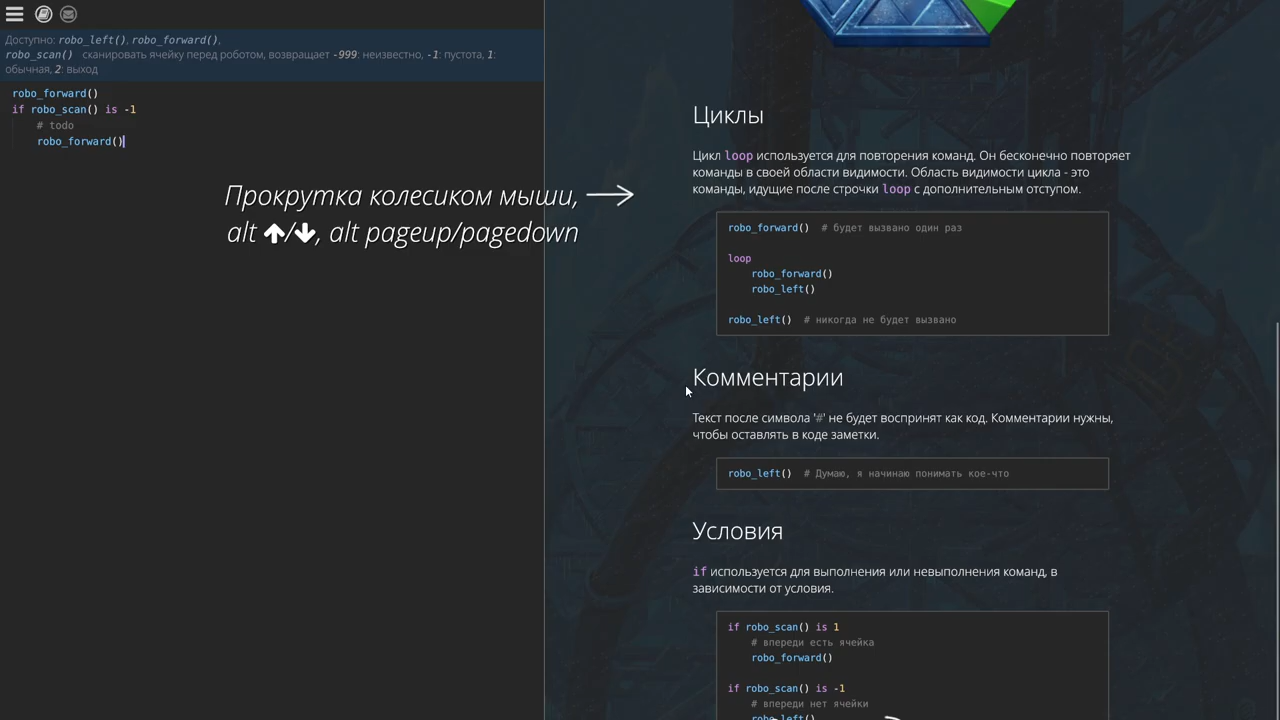 Доступно: robo_left(), robo_forward(),
robo_scan() сканировать ячейку перед роботом, возвращает -999: неизвестно, -1: пустота, 1:
обычная, 2: выход
robo_forward()
if robo_scan() is -1
# todo
robo_forward()
Прокрутка колесиком мыши,
alt /, alt pageup/pagedown
Циклы
Цикл loop используется для повторения команд. Он бесконечно повторяет
команды в своей области видимости. Область видимости цикла - это
команды, идущие после строчки loop с дополнительным отступом.
robo_forward() # будет вызвано один раз
loop
robo_forward()
robo_left()
robo_left() # никогда не будет вызвано
Комментарии
Текст после символа '#' не будет воспринят как код. Комментарии нужны,
чтобы оставлять в коде заметки.
robo_left() # Думаю, я начинаю понимать кое-что
Условия
if используется для выполнения или невыполнения команд, в
зависимости от условия.
if robo_scan() is 1
# впереди есть ячейка
robo_forward()
if robo_scan() is -1
# впереди нет ячейки
robo_left()